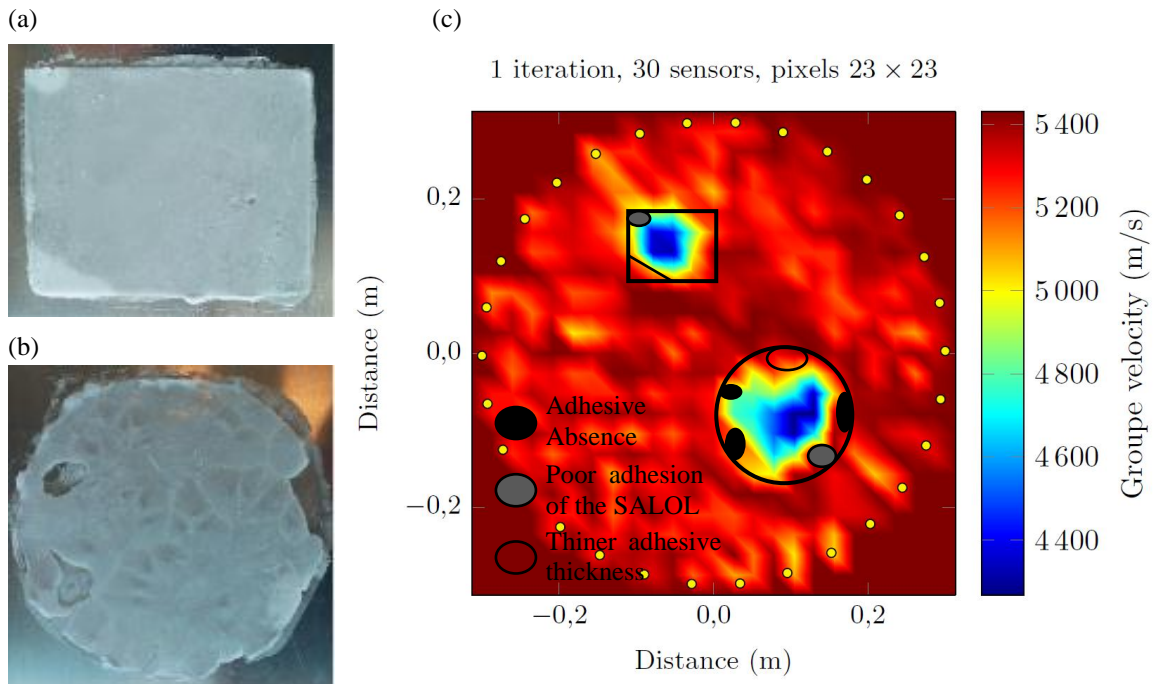 (a)
(b)
(c)
1 iteration, 30 sensors, pixels 23 × 23
Distance (m)
0,2
0,0
−0,2
Adhesive
Absence
Poor adhesion
of the SALOL
Thiner adhesive
thickness
−0,2
0,0
0,2
Distance (m)
5 400
5 200
5 000
4 800
4 600
4 400
Groupe velocity (m/s)